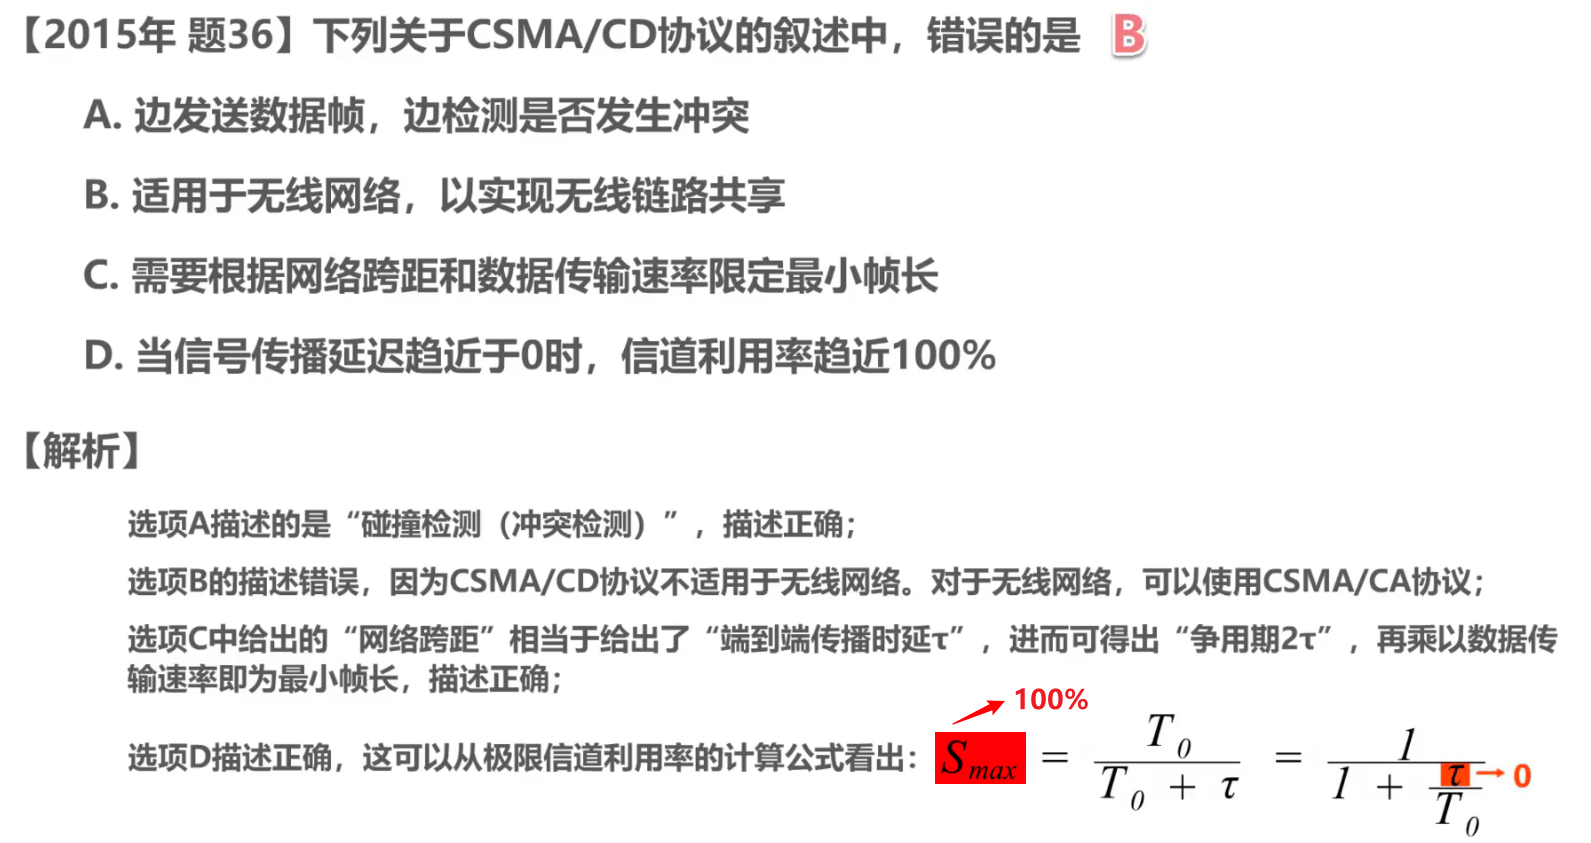 【2015年 题36】下列关于CSMA/CD协议的叙述中，错误的是 B
A. 边发送数据帧，边检测是否发生冲突
B. 适用于无线网络，以实现无线链路共享
C. 需要根据网络跨距和数据传输速率限定最小帧长
D. 当信号传播延迟趋近于0时，信道利用率趋近100%
【解析】
选项A描述的是“碰撞检测（冲突检测）”，描述正确；
选项B的描述错误，因为CSMA/CD协议不适用于无线网络。对于无线网络，可以使用CSMA/CA协议；
选项C中给出的“网络跨距”相当于给出了“端到端传播时延τ”，进而可得出“争用期2τ”，再乘以数据传
输速率即为最小帧长，描述正确；
100%
选项D描述正确，这可以从极限信道利用率的计算公式看出：S_max = T_0 / (T_0 + τ) = 1 / (1 + τ/T_0) → 0